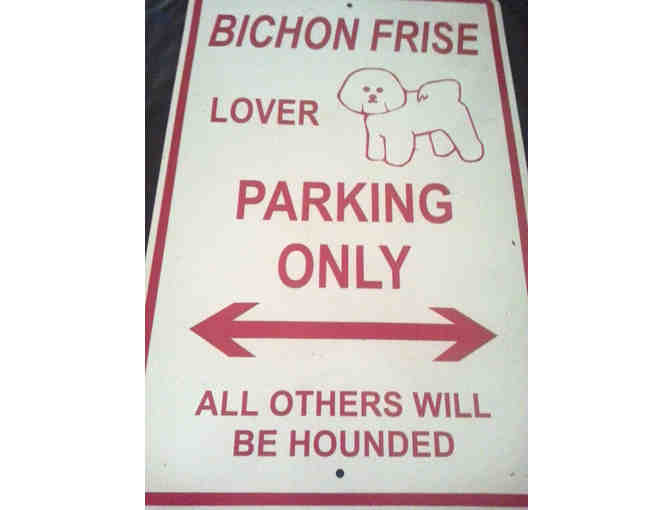 BICHON FRISE
LOVER
PARKING
ONLY
ALL OTHERS WILL
BE HOUNDED